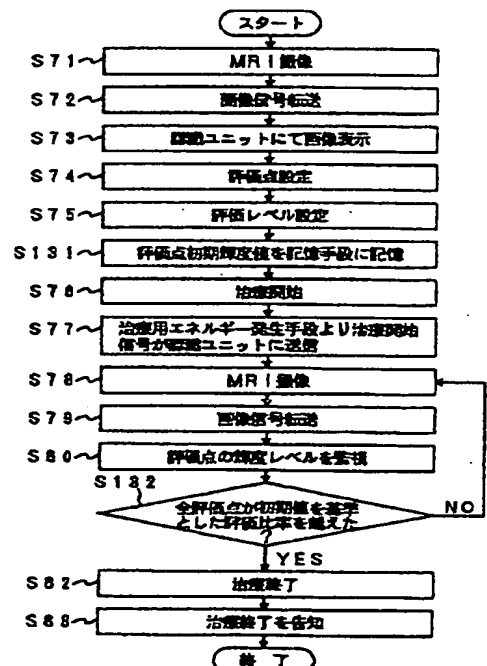 スタート
S71
MRI撮像
S72
画像信号転送
S73
認識ユニットにて画像表示
S74
評価点設定
S75
評価レベル設定
S131
評価点初期輝度値を記憶手段に記憶
S76
治療開始
S77
治療用エネルギー発生手段より治療開始
信号が認識ユニットに送信
S78
MRI撮像
S79
画像信号転送
S80
評価点の輝度レベルを監視
S132
全評価点が初期値を基準
とした評価比率を越えた
?
NO
YES
S82
治療終了
S83
治療終了を告知
終了